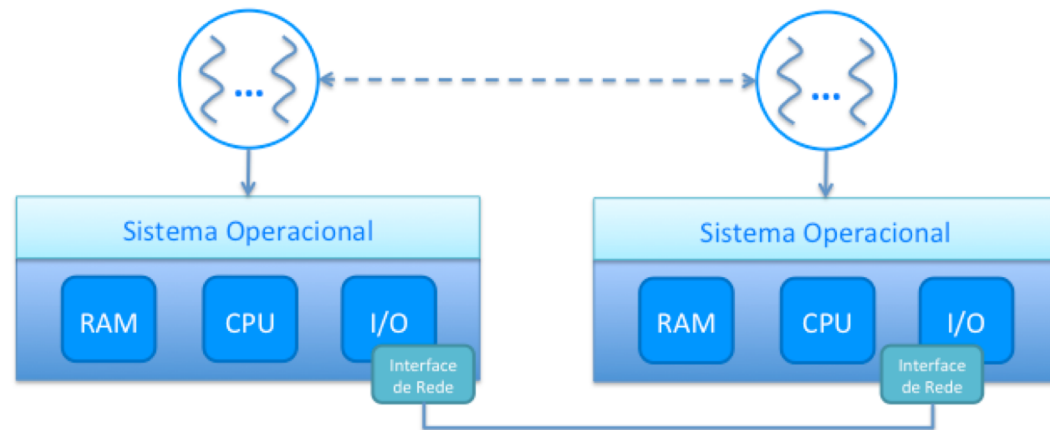 ...
...
Sistema Operacional
Sistema Operacional
RAM
CPU
I/O
RAM
CPU
I/O
Interface
de Rede
Interface
de Rede